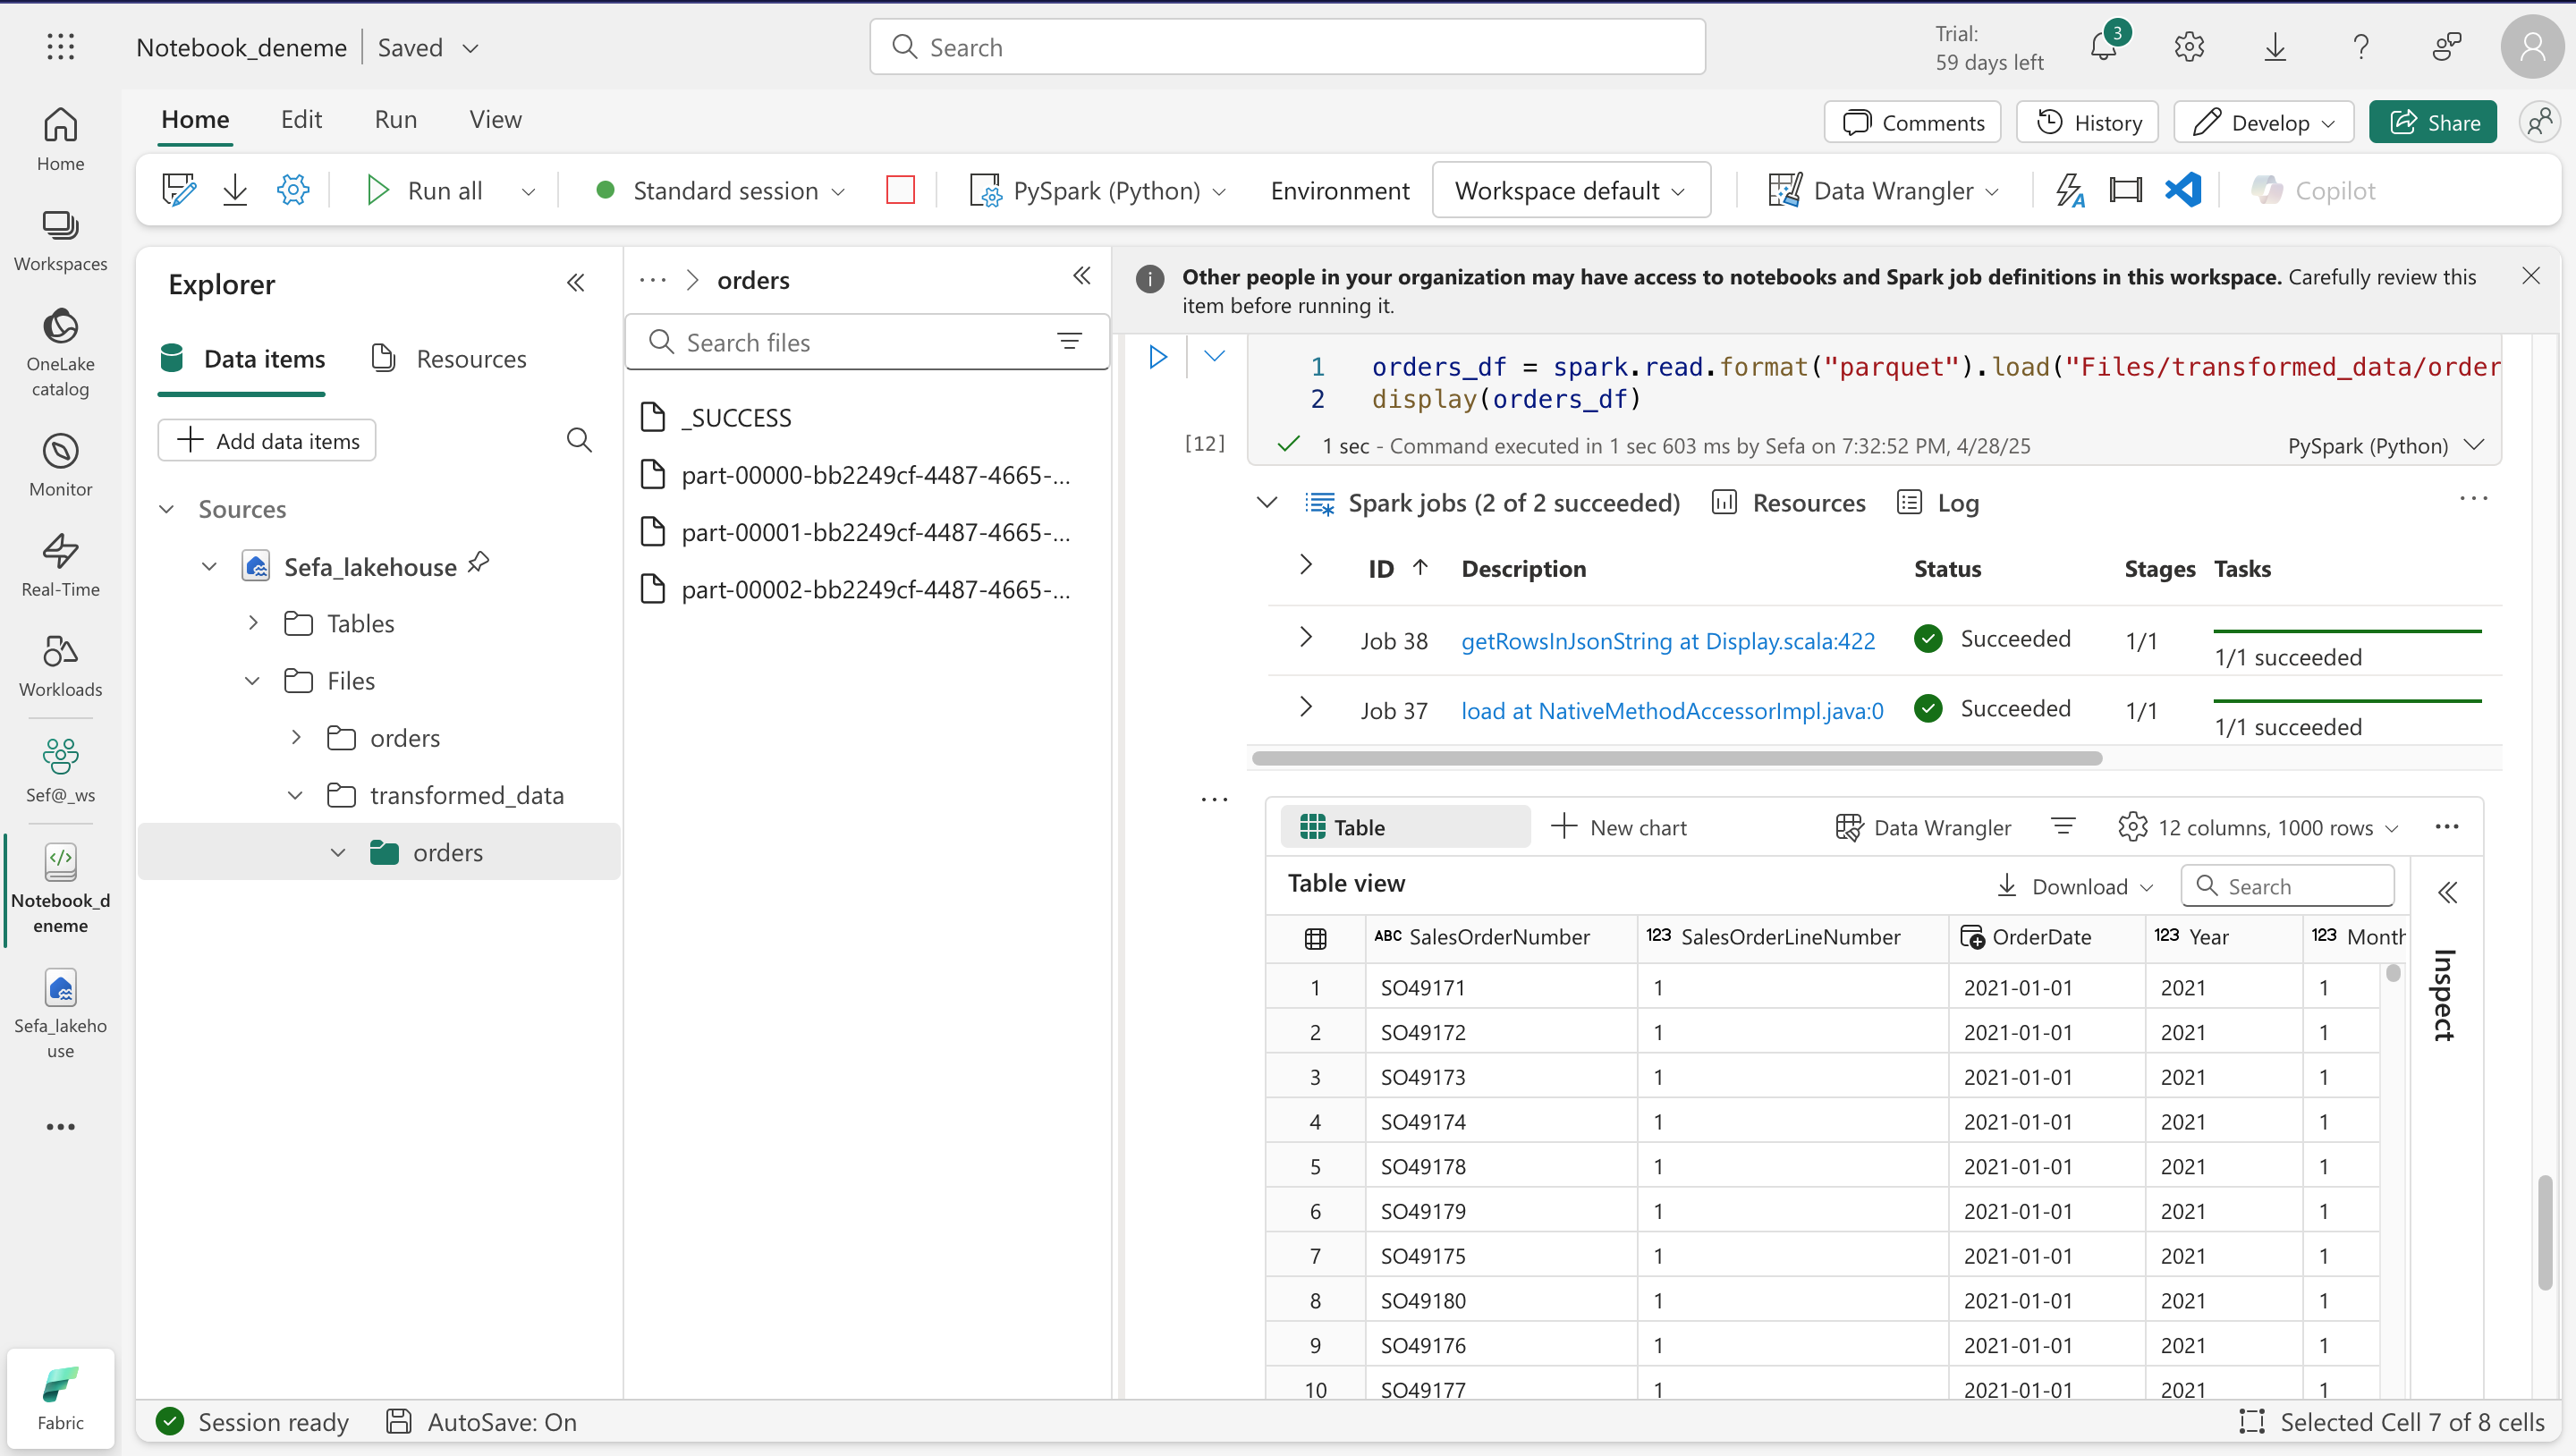 Notebook_deneme
Saved
Search
Trial:
59 days left
3
Home
Edit
Run
View
Comments
History
Develop
Share
Run all
Standard session
PySpark (Python)
Environment
Workspace default
Data Wrangler
Copilot
Home
Workspaces
OneLake
catalog
Monitor
Real-Time
Workloads
Sef@_ws
Notebook_d
eneme
Sefa_lakeho
use
Fabric
Explorer
Data items
Resources
Add data items
Sources
Sefa_lakehouse
Tables
Files
orders
transformed_data
orders
orders
Search files
_SUCCESS
part-00000-bb2249cf-4487-4665-...
part-00001-bb2249cf-4487-4665-...
part-00002-bb2249cf-4487-4665-...
Other people in your organization may have access to notebooks and Spark job definitions in this workspace. Carefully review this
item before running it.
1 orders_df = spark.read.format("parquet").load("Files/transformed_data/order
2 display(orders_df)
[12]
1 sec - Command executed in 1 sec 603 ms by Sefa on 7:32:52 PM, 4/28/25
PySpark (Python)
Spark jobs (2 of 2 succeeded)
Resources
Log
ID Description Status Stages Tasks
Job 38 getRowsInJsonString at Display.scala:422 Succeeded 1/1 1/1 succeeded
Job 37 load at NativeMethodAccessorImpl.java:0 Succeeded 1/1 1/1 succeeded
Table
New chart
Data Wrangler
12 columns, 1000 rows
Table view
Download
Search
Inspect
ABC SalesOrderNumber 123 SalesOrderLineNumber OrderDate 123 Year 123 Month
1 SO49171 1 2021-01-01 2021 1
2 SO49172 1 2021-01-01 2021 1
3 SO49173 1 2021-01-01 2021 1
4 SO49174 1 2021-01-01 2021 1
5 SO49178 1 2021-01-01 2021 1
6 SO49179 1 2021-01-01 2021 1
7 SO49175 1 2021-01-01 2021 1
8 SO49180 1 2021-01-01 2021 1
9 SO49176 1 2021-01-01 2021 1
10 SO49177 1 2021-01-01 2021 1
Session ready
AutoSave: On
Selected Cell 7 of 8 cells